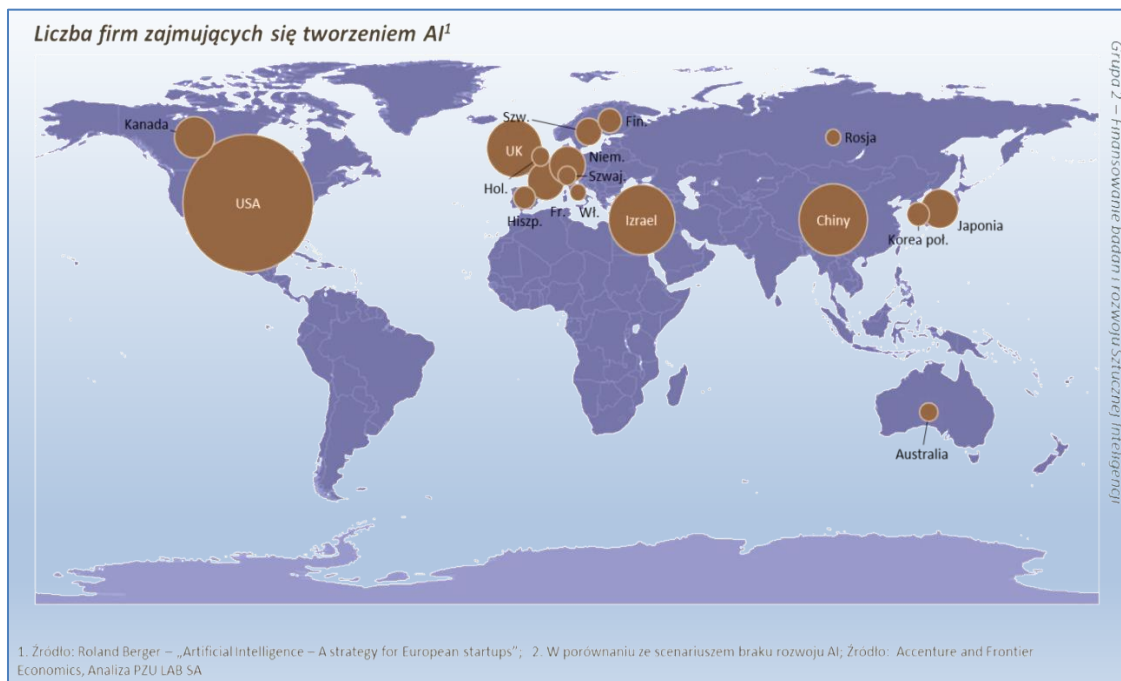 Liczba firm zajmujących się tworzeniem AI¹
Kanada
USA
Szw.
Fin.
UK
Niem.
Szwaj.
Hol.
Hiszp.
Fr.
Wł.
Izrael
Rosja
Chiny
Korea poł.
Japonia
Australia
Grupa 2 – Finansowanie badan i rozwoju Sztucznej Inteligencji
1. Źródło: Roland Berger – „Artificial Intelligence – A strategy for European startups”; 2. W porównaniu ze scenariuszem braku rozwoju AI; Źródło: Accenture and Frontier
Economics, Analiza PZU LAB SA